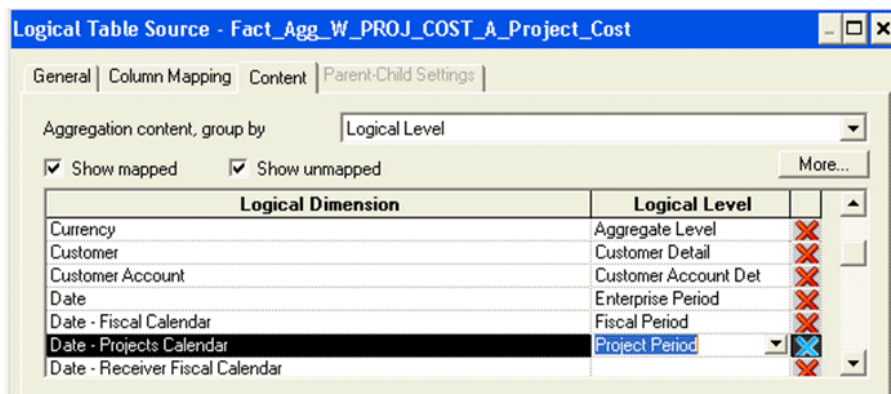 Logical Table Source - Fact_Agg_W_PROJ_COST_A_Project_Cost
General Column Mapping Content Parent-Child Settings
Aggregation content, group by Logical Level
Show mapped Show unmapped More...
Logical Dimension Logical Level
Currency Aggregate Level
Customer Customer Detail
Customer Account Customer Account Det
Date Enterprise Period
Date - Fiscal Calendar Fiscal Period
Date - Projects Calendar Project Period
Date - Receiver Fiscal Calendar